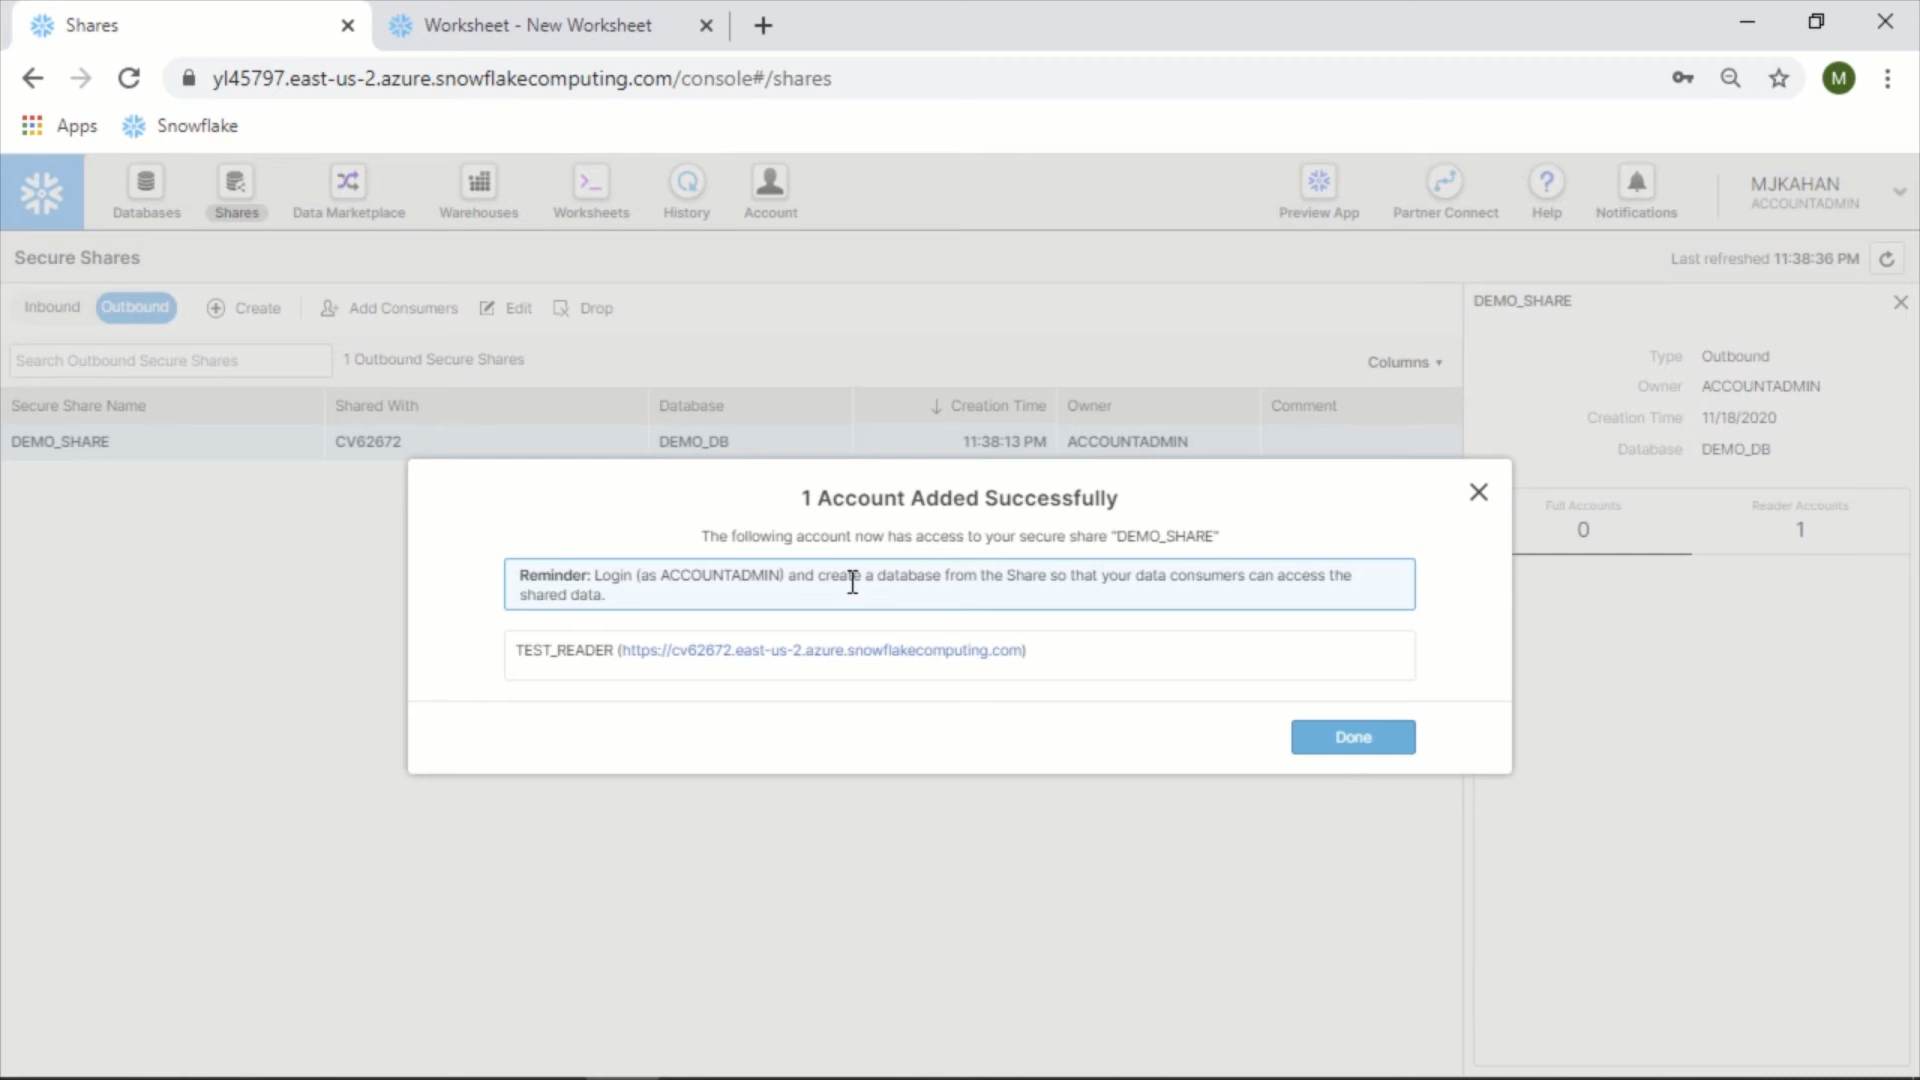 Shares
Worksheet - New Worksheet
yl45797.east-us-2.azure.snowflakecomputing.com/console#/shares
M
Apps
Snowflake
Databases
Shares
Data Marketplace
Warehouses
Worksheets
History
Account
Preview App
Partner Connect
Help
Notifications
MJKAHAN
ACCOUNTADMIN
Secure Shares
Last refreshed 11:38:36 PM
Inbound
Outbound
Create
Add Consumers
Edit
Drop
DEMO_SHARE
Search Outbound Secure Shares
1 Outbound Secure Shares
Columns
Type Outbound
Owner ACCOUNTADMIN
Creation Time 11/18/2020
Database DEMO_DB
Secure Share Name Shared With Database Creation Time Owner Comment
DEMO_SHARE CV62672 DEMO_DB 11:38:13 PM ACCOUNTADMIN
Full Accounts
0
Reader Accounts
1
1 Account Added Successfully
The following account now has access to your secure share "DEMO_SHARE"
Reminder: Login (as ACCOUNTADMIN) and create a database from the Share so that your data consumers can access the
shared data.
TEST_READER (https://cv62672.east-us-2.azure.snowflakecomputing.com)
Done